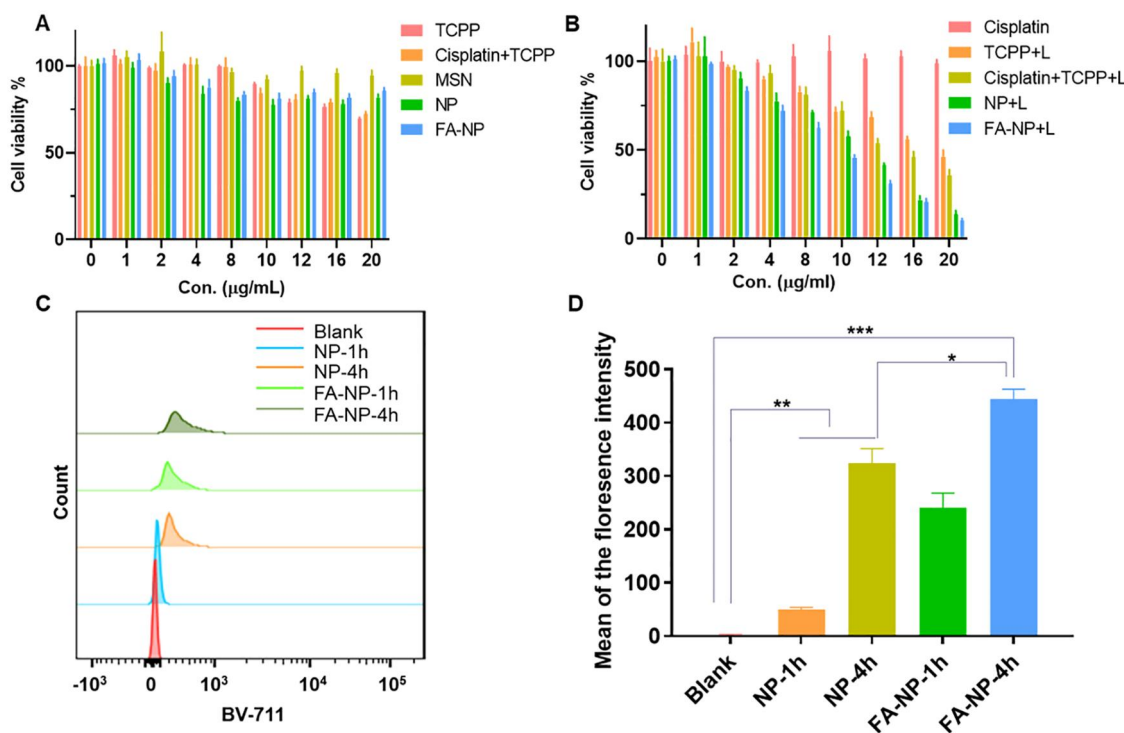 A
TCPP
Cisplatin+TCPP
MSN
NP
FA-NP
Cell viability %
100
50
0
0 1 2 4 8 10 12 16 20
Con. (μg/mL)
B
Cisplatin
TCPP+L
Cisplatin+TCPP+L
NP+L
FA-NP+L
Cell viability %
100
50
0
0 1 2 4 8 10 12 16 20
Con. (μg/ml)
C
Blank
NP-1h
NP-4h
FA-NP-1h
FA-NP-4h
Count
-10³ 0 10³ 10⁴ 10⁵
BV-711
D
***
*
**
Mean of the floresence intensity
500
400
300
200
100
0
Blank
NP-1h
NP-4h
FA-NP-1h
FA-NP-4h